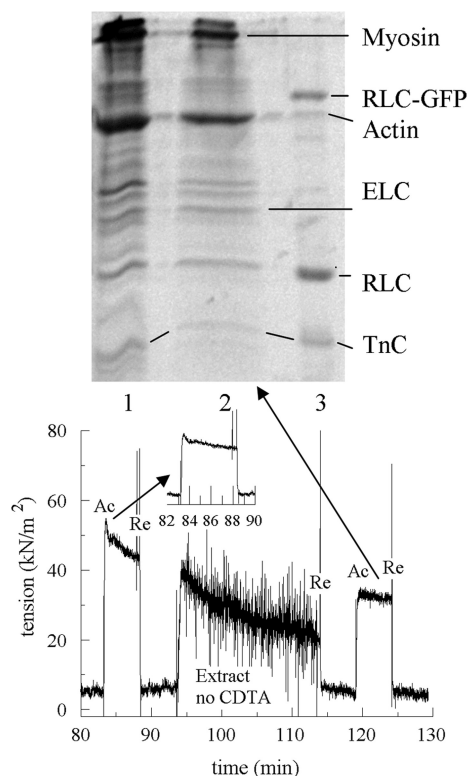 Myosin
RLC-GFP
Actin
ELC
RLC
TnC
1 2 3
80
60
40
20
0
tension (kN/m²)
Ac
Re
82 84 86 88 90
Extract
no CDTA
Re
Ac
Re
80 90 100 110 120 130
time (min)